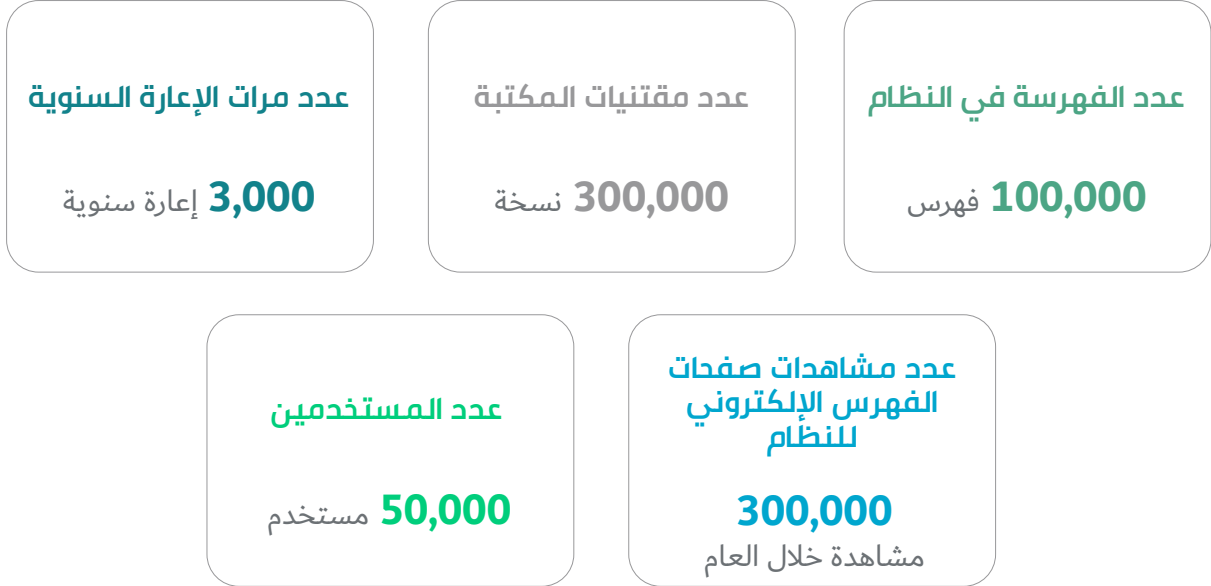 عدد الفهرسة في النظام
100,000 فهرس
عدد مقتنيات المكتبة
300,000 نسخة
عدد مرات الإعارة السنوية
3,000 إعارة سنوية
عدد مشاهدات صفحات
الفهرس الإلكتروني
للنظام
300,000
مشاهدة خلال العام
عدد المستخدمين
50,000 مستخدم